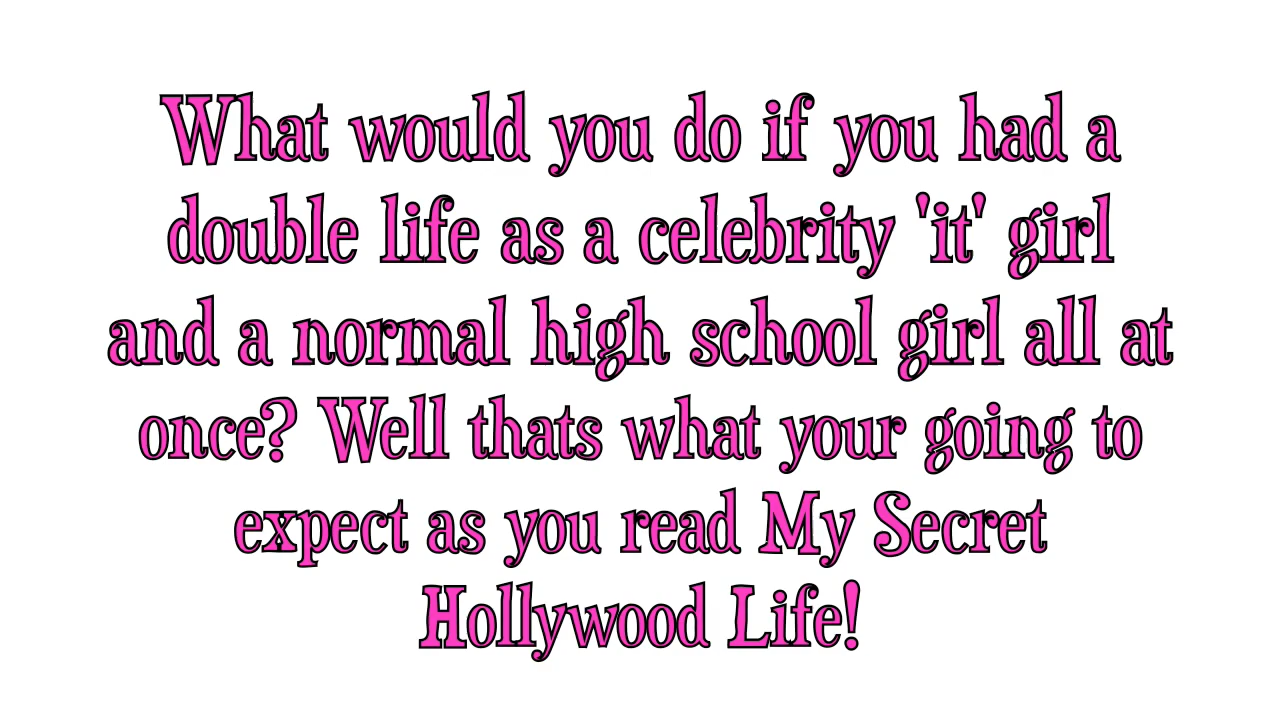 What would you do if you had a
double life as a celebrity 'it' girl
and a normal high school girl all at
once? Well thats what your going to
expect as you read My Secret
Hollywood Life!